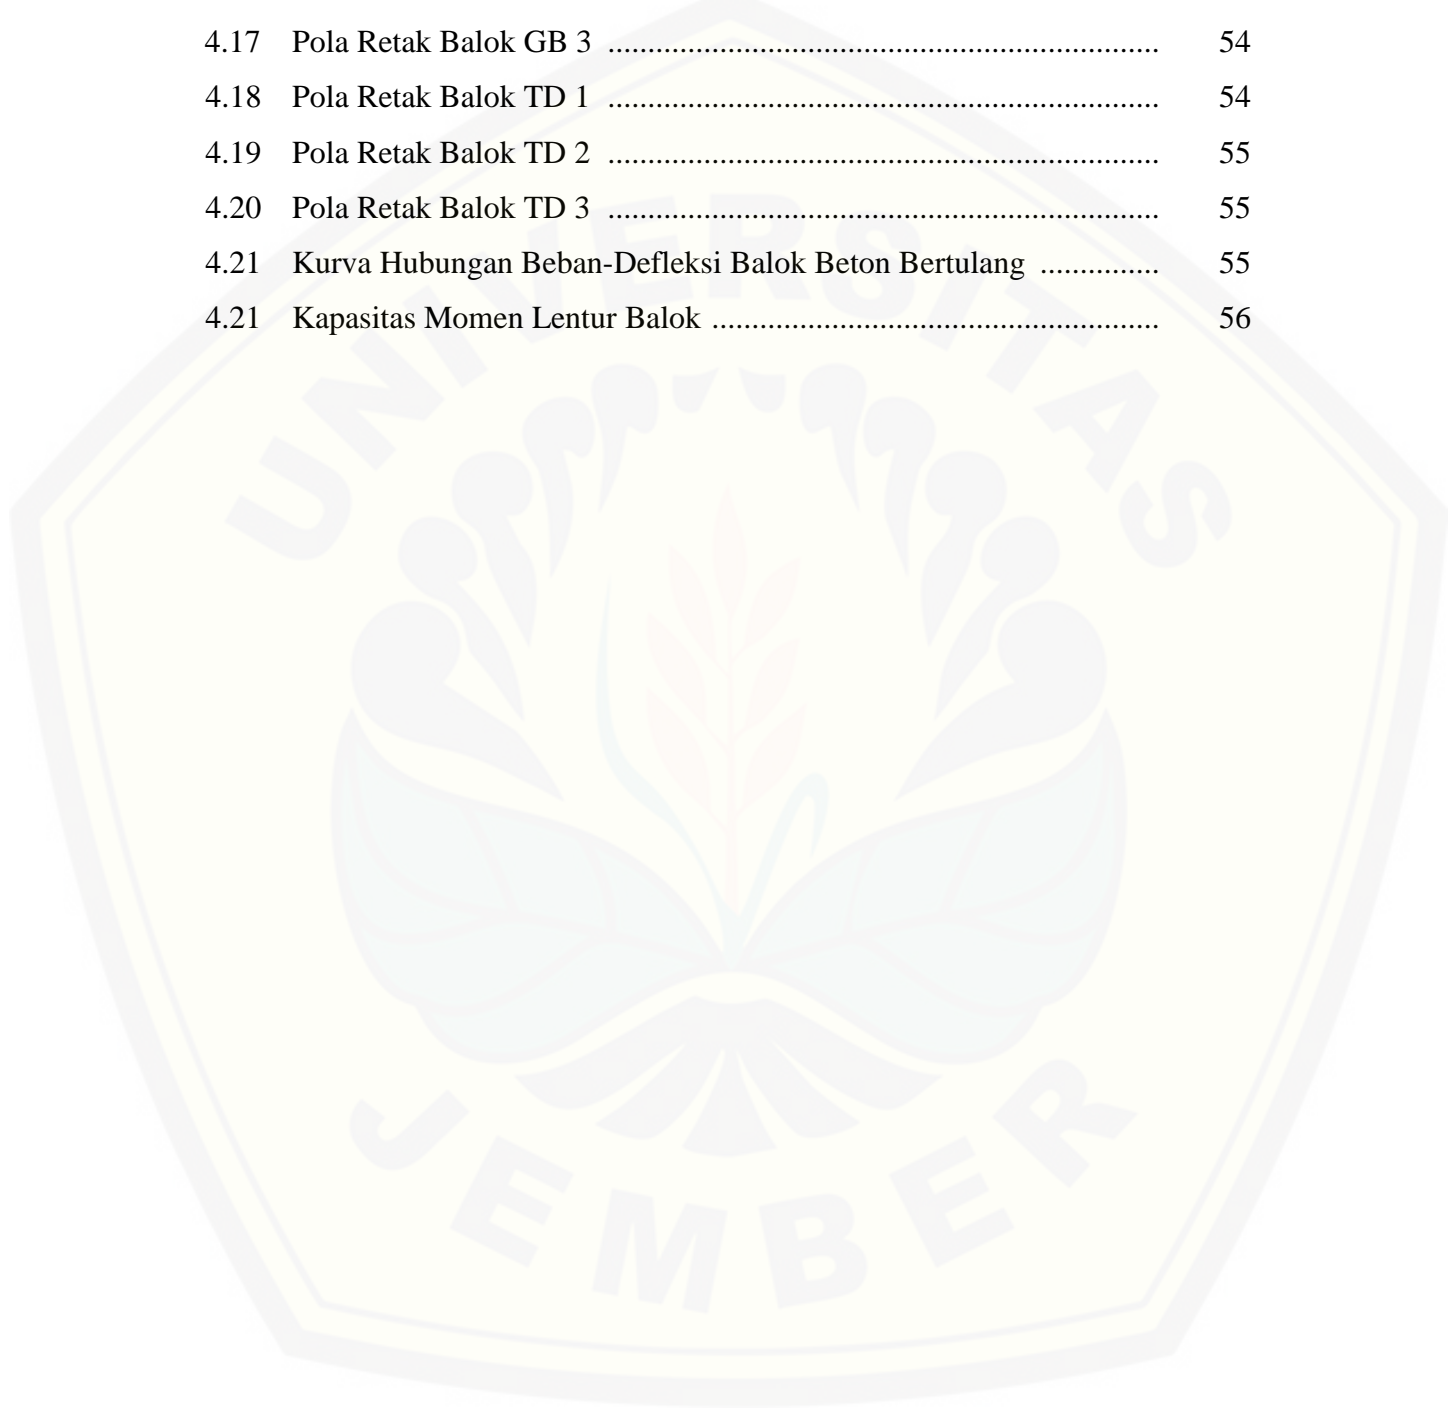 4.17 Pola Retak Balok GB 3 ..................................................................... 54
4.18 Pola Retak Balok TD 1 ..................................................................... 54
4.19 Pola Retak Balok TD 2 ..................................................................... 55
4.20 Pola Retak Balok TD 3 ..................................................................... 55
4.21 Kurva Hubungan Beban-Defleksi Balok Beton Bertulang ............... 55
4.21 Kapasitas Momen Lentur Balok ........................................................ 56
UNIVERSITAS
JEMBER